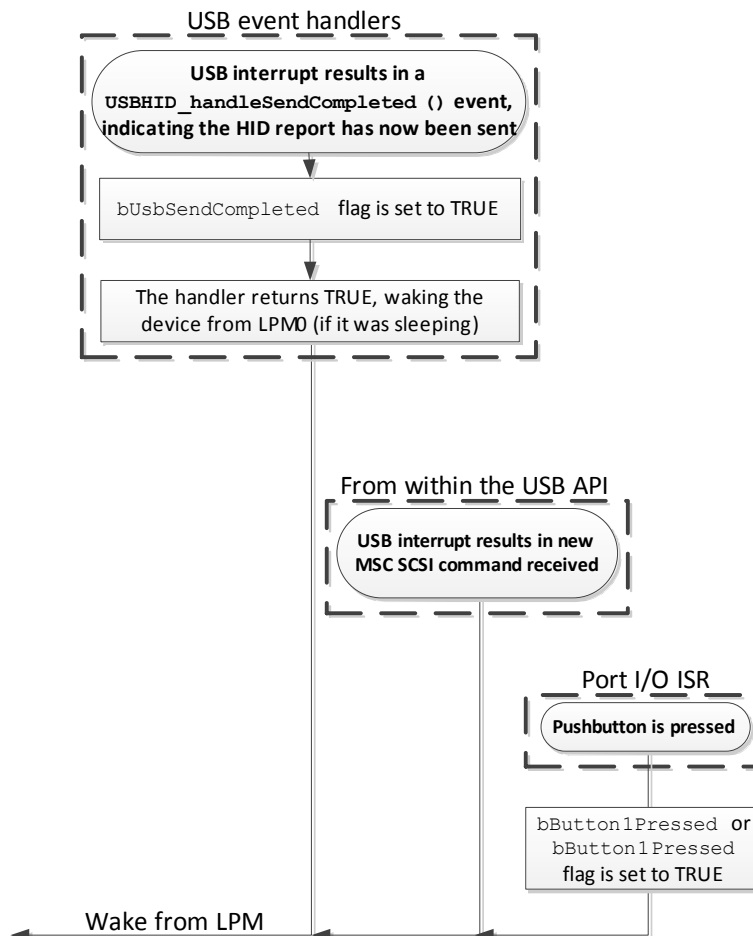 USB event handlers
USB interrupt results in a
USBHID_handleSendCompleted () event,
indicating the HID report has now been sent
bUsbSendCompleted flag is set to TRUE
The handler returns TRUE, waking the
device from LPM0 (if it was sleeping)
From within the USB API
USB interrupt results in new
MSC SCSI command received
Port I/O ISR
Pushbutton is pressed
bButton1Pressed or
bButton1Pressed
flag is set to TRUE
Wake from LPM